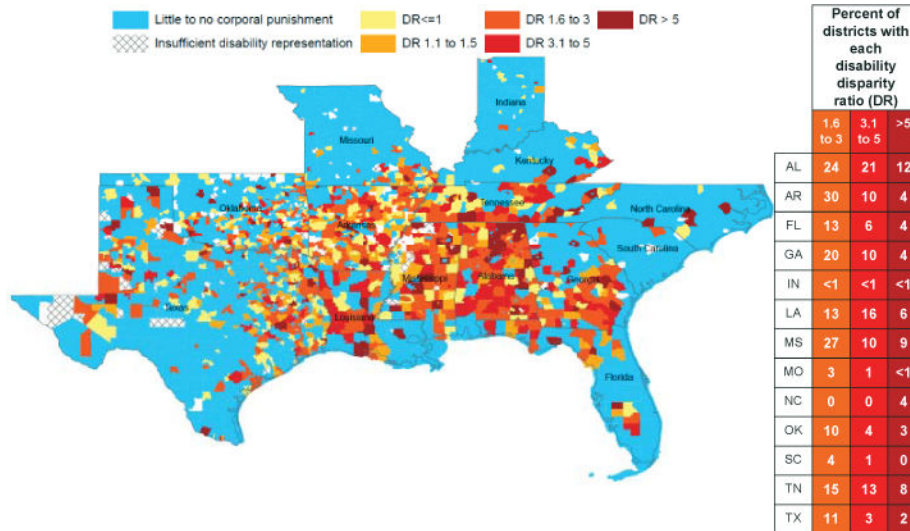 Little to no corporal punishment
DR<=1
DR 1.6 to 3
DR > 5
Insufficient disability representation
DR 1.1 to 1.5
DR 3.1 to 5
Percent of
districts with
each
disability
disparity
ratio (DR)
1.6 to 3
3.1 to 5
>5
AL 24 21 12
AR 30 10 4
FL 13 6 4
GA 20 10 4
IN <1 <1 <1
LA 13 16 6
MS 27 10 9
MO 3 1 <1
NC 0 0 4
OK 10 4 3
SC 4 1 0
TN 15 13 8
TX 11 3 2
Indiana
Missouri
Kentucky
Oklahoma
Tennessee
North Carolina
Arkansas
South Carolina
Mississippi
Alabama
Georgia
Texas
Louisiana
Florida